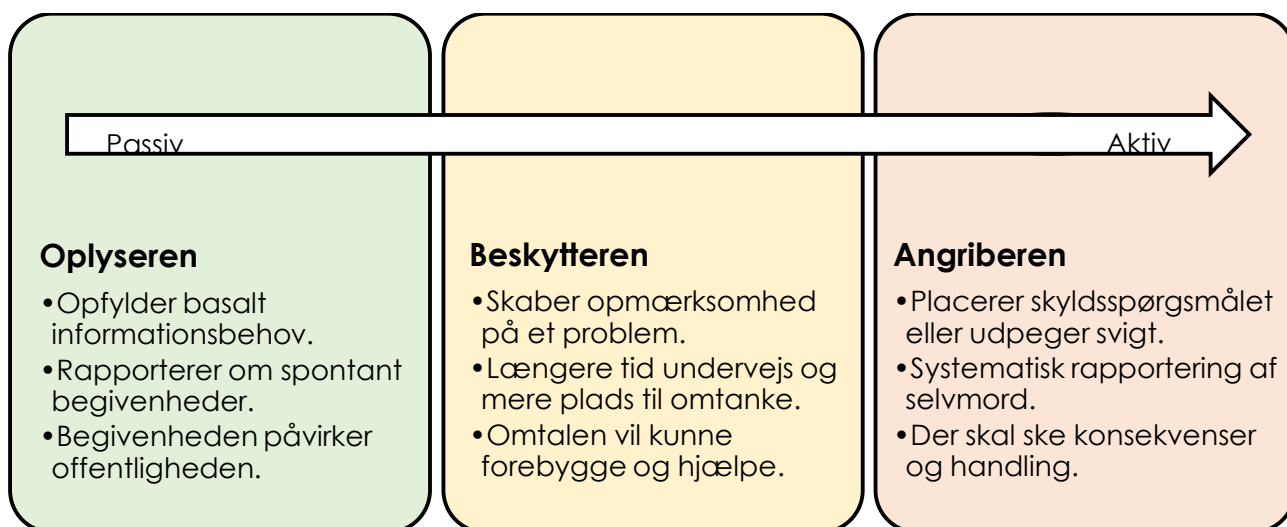 Passiv
Aktiv
Oplyseren
•Opfylder basalt
informationsbehov.
•Rapporterer om spontant
begivenheder.
•Begivenheden påvirker
offentligheden.
Beskytteren
•Skaber opmærksomhed
på et problem.
•Længere tid undervejs og
mere plads til omtanke.
•Omtalen vil kunne
forebygge og hjælpe.
Angriberen
•Placerer skyldsspørgsmålet
eller udpeger svigt.
•Systematisk rapportering af
selvmord.
•Der skal ske konsekvenser
og handling.